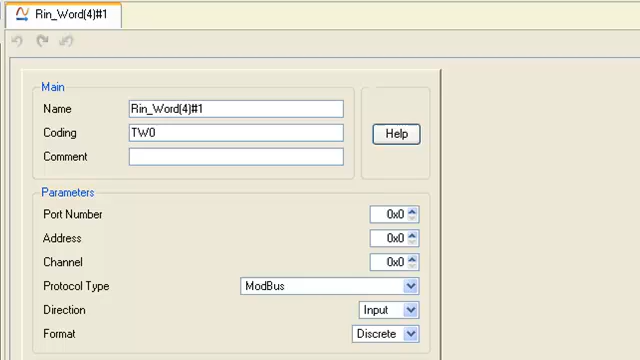 Rin_Word(4)#1
Main
Name Rin_Word(4)#1
Coding TW0
Help
Comment
Parameters
Port Number 0x0
Address 0x0
Channel 0x0
Protocol Type ModBus
Direction Input
Format Discrete